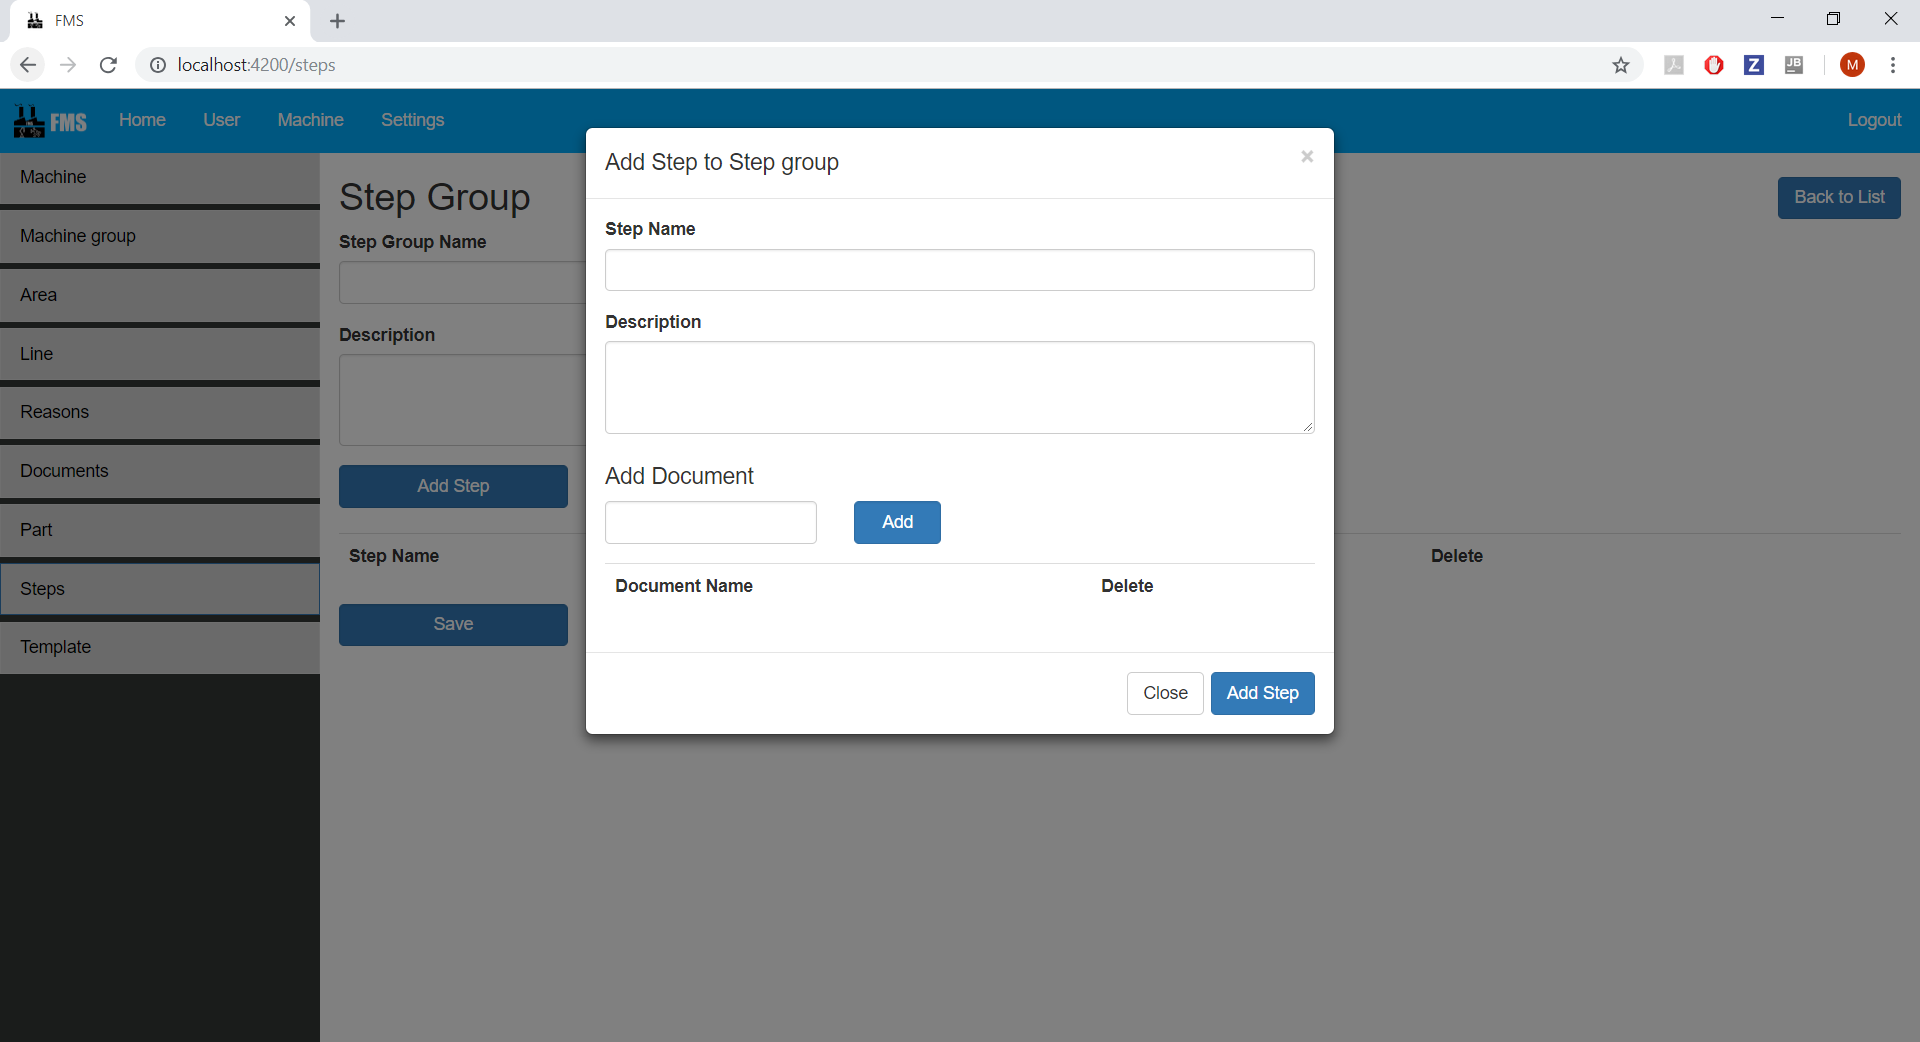 FMS
localhost:4200/steps
Z
JB
M
FMS
Home
User
Machine
Settings
Logout
Machine
Machine group
Area
Line
Reasons
Documents
Part
Steps
Template
Step Group
Back to List
Step Group Name
Description
Add Step
Step Name
Delete
Save
Add Step to Step group
×
Step Name
Description
Add Document
Add
Document Name
Delete
Close
Add Step